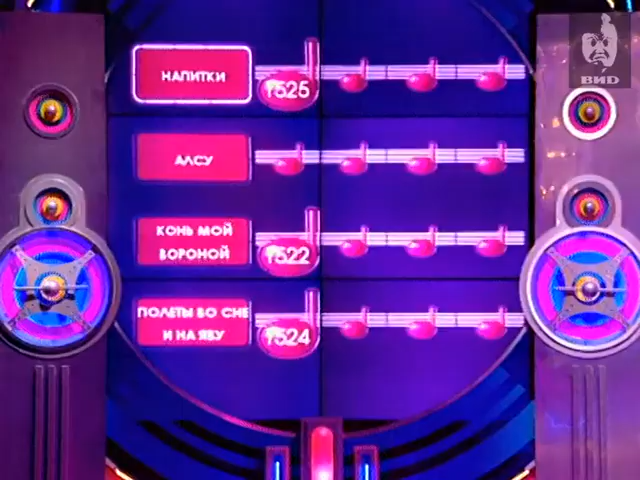 ВИD
НАПИТКИ
1525
АЛСУ
КОНЬ МОЙ
ВОРОНОЙ
1522
ПОЛЕТЫ ВО СНЕ
И НА ЯВУ
1524